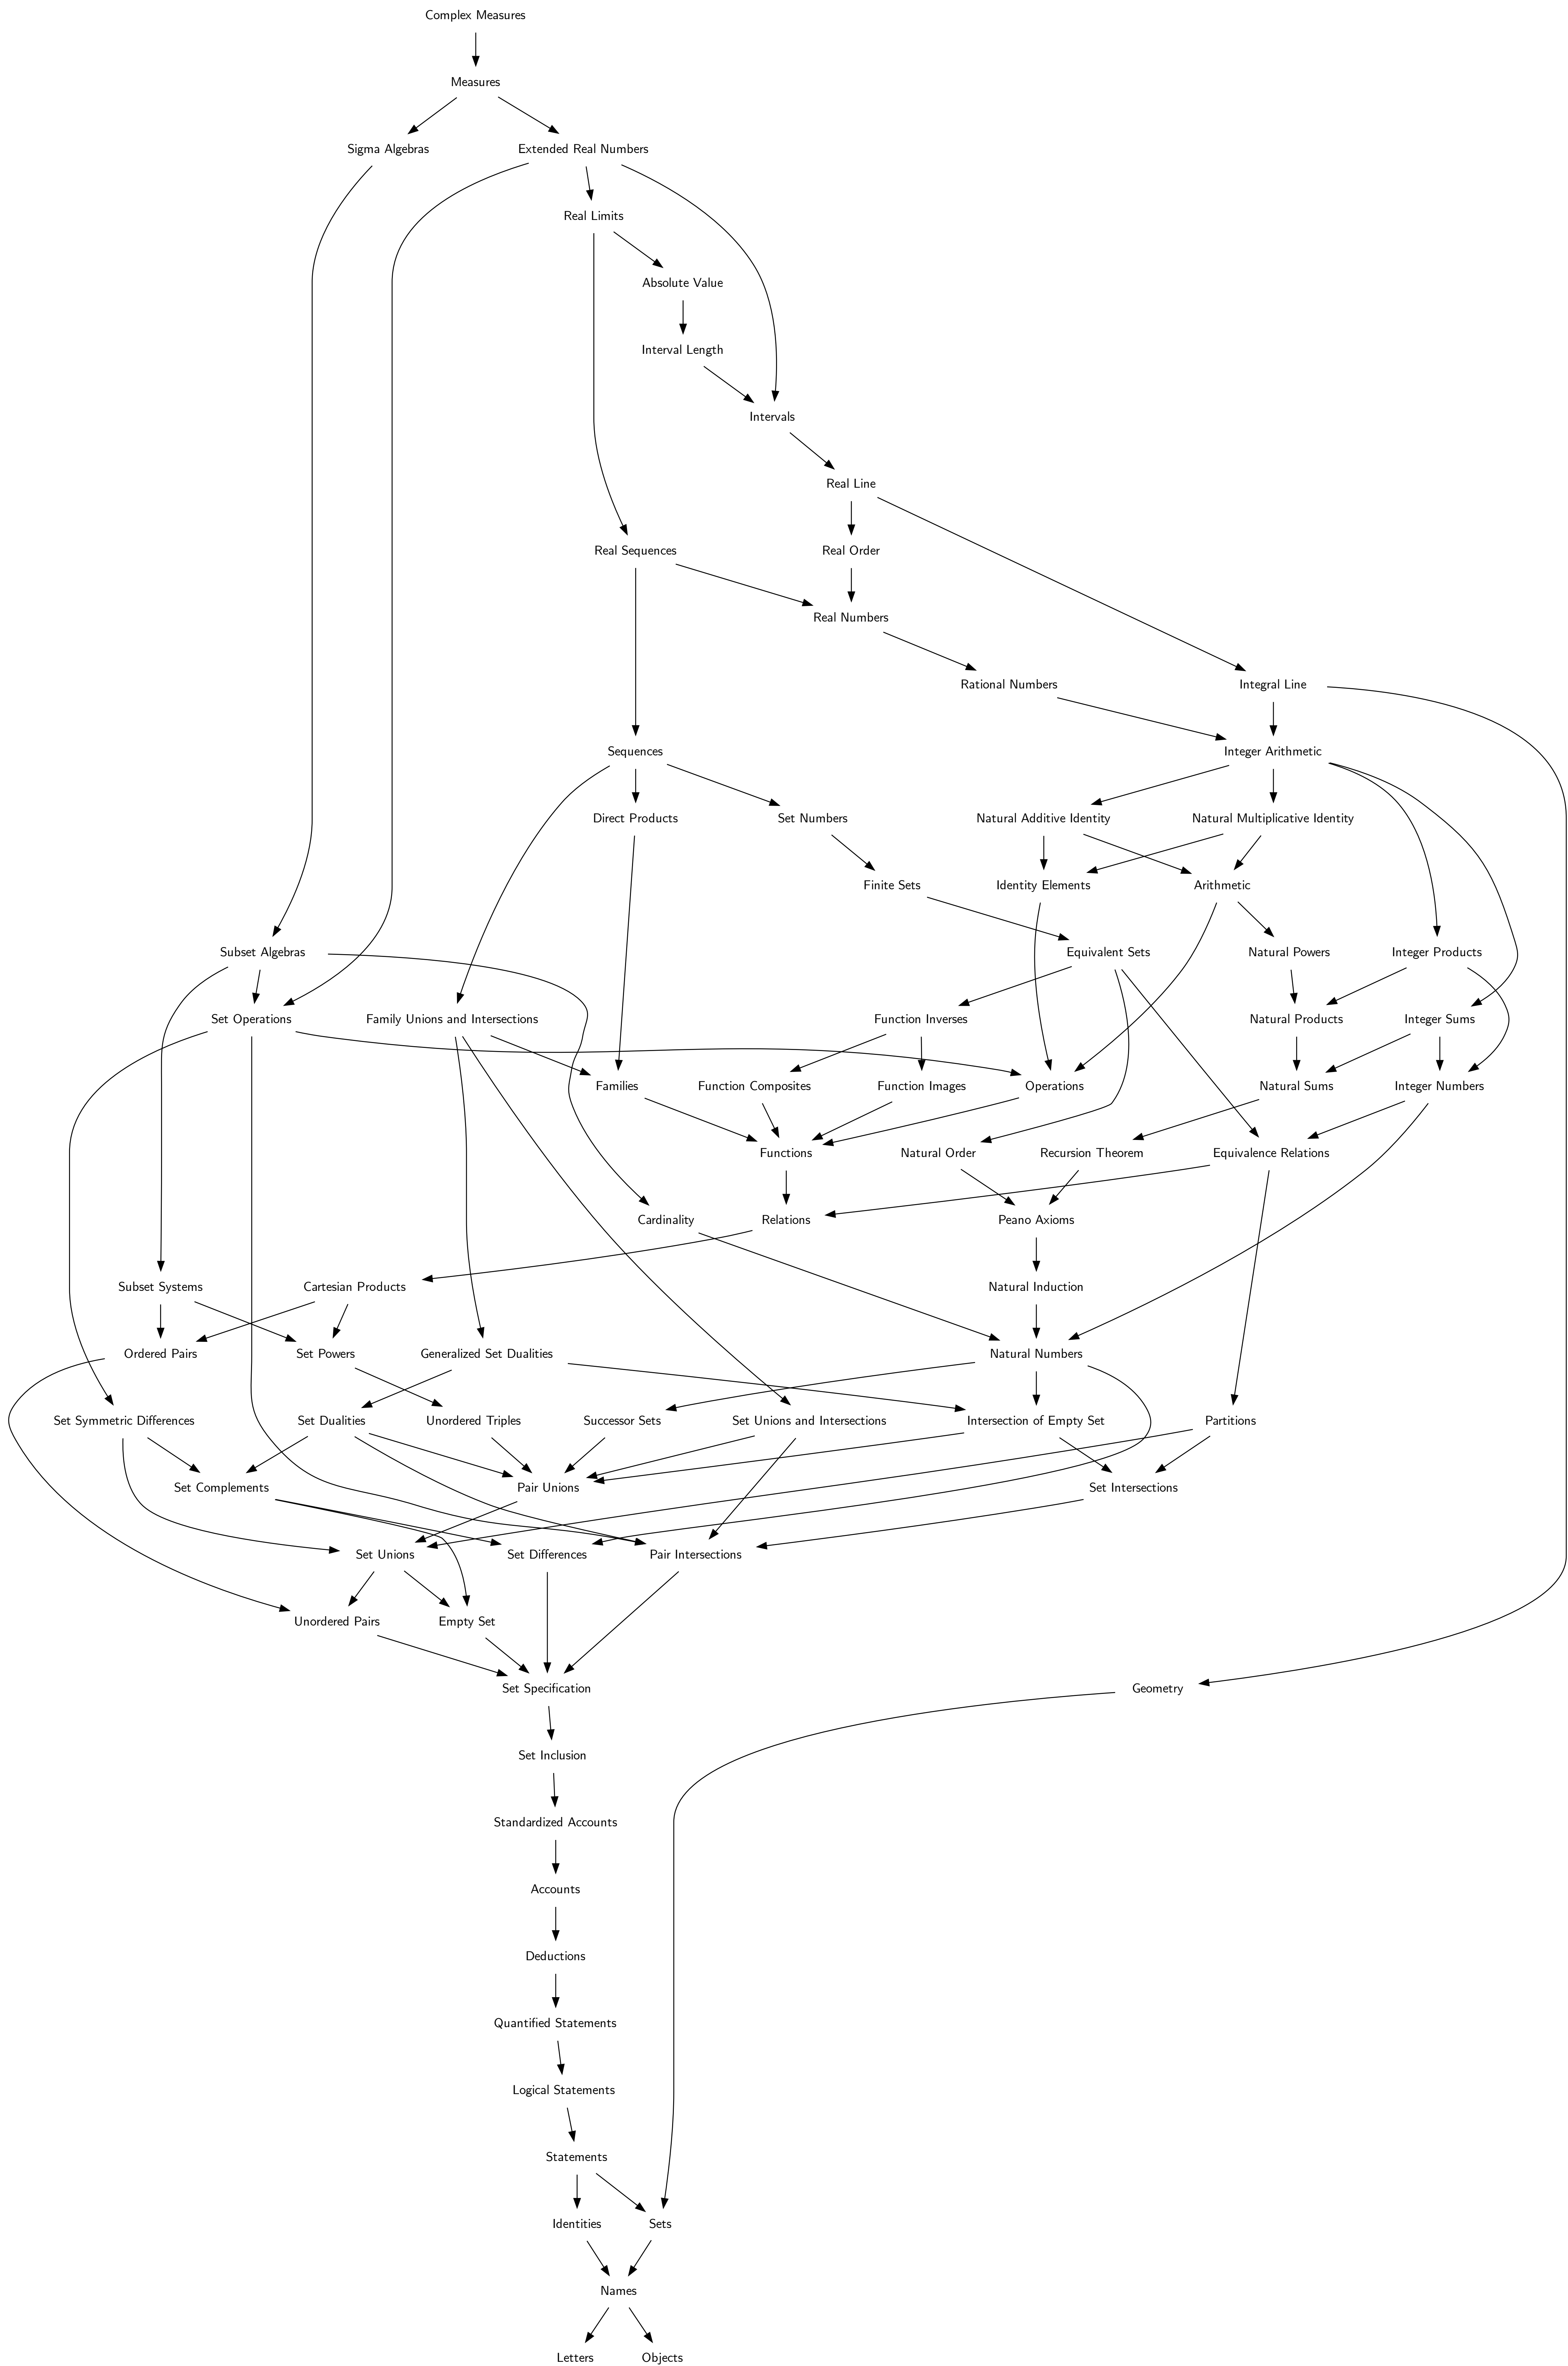 Complex Measures
Measures
Sigma Algebras
Extended Real Numbers
Real Limits
Absolute Value
Interval Length
Intervals
Real Line
Real Sequences
Real Order
Real Numbers
Rational Numbers
Integral Line
Sequences
Integer Arithmetic
Direct Products
Set Numbers
Natural Additive Identity
Natural Multiplicative Identity
Finite Sets
Identity Elements
Arithmetic
Subset Algebras
Equivalent Sets
Natural Powers
Integer Products
Set Operations
Family Unions and Intersections
Function Inverses
Natural Products
Integer Sums
Families
Function Composites
Function Images
Operations
Natural Sums
Integer Numbers
Functions
Natural Order
Recursion Theorem
Equivalence Relations
Cardinality
Relations
Peano Axioms
Subset Systems
Cartesian Products
Natural Induction
Ordered Pairs
Set Powers
Generalized Set Dualities
Natural Numbers
Set Symmetric Differences
Set Dualities
Unordered Triples
Successor Sets
Set Unions and Intersections
Intersection of Empty Set
Partitions
Set Complements
Pair Unions
Set Intersections
Set Unions
Set Differences
Pair Intersections
Unordered Pairs
Empty Set
Set Specification
Geometry
Set Inclusion
Standardized Accounts
Accounts
Deductions
Quantified Statements
Logical Statements
Statements
Identities
Sets
Names
Letters
Objects